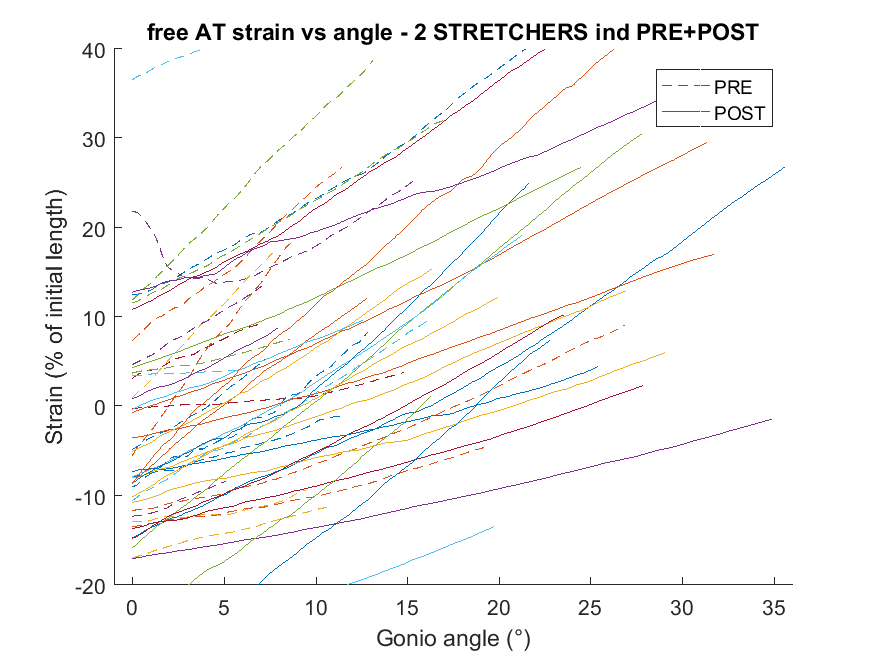 free AT strain vs angle - 2 STRETCHERS ind PRE+POST
40
30
20
10
0
-10
-20
Strain (% of initial length)
PRE
POST
0 5 10 15 20 25 30 35
Gonio angle (°)